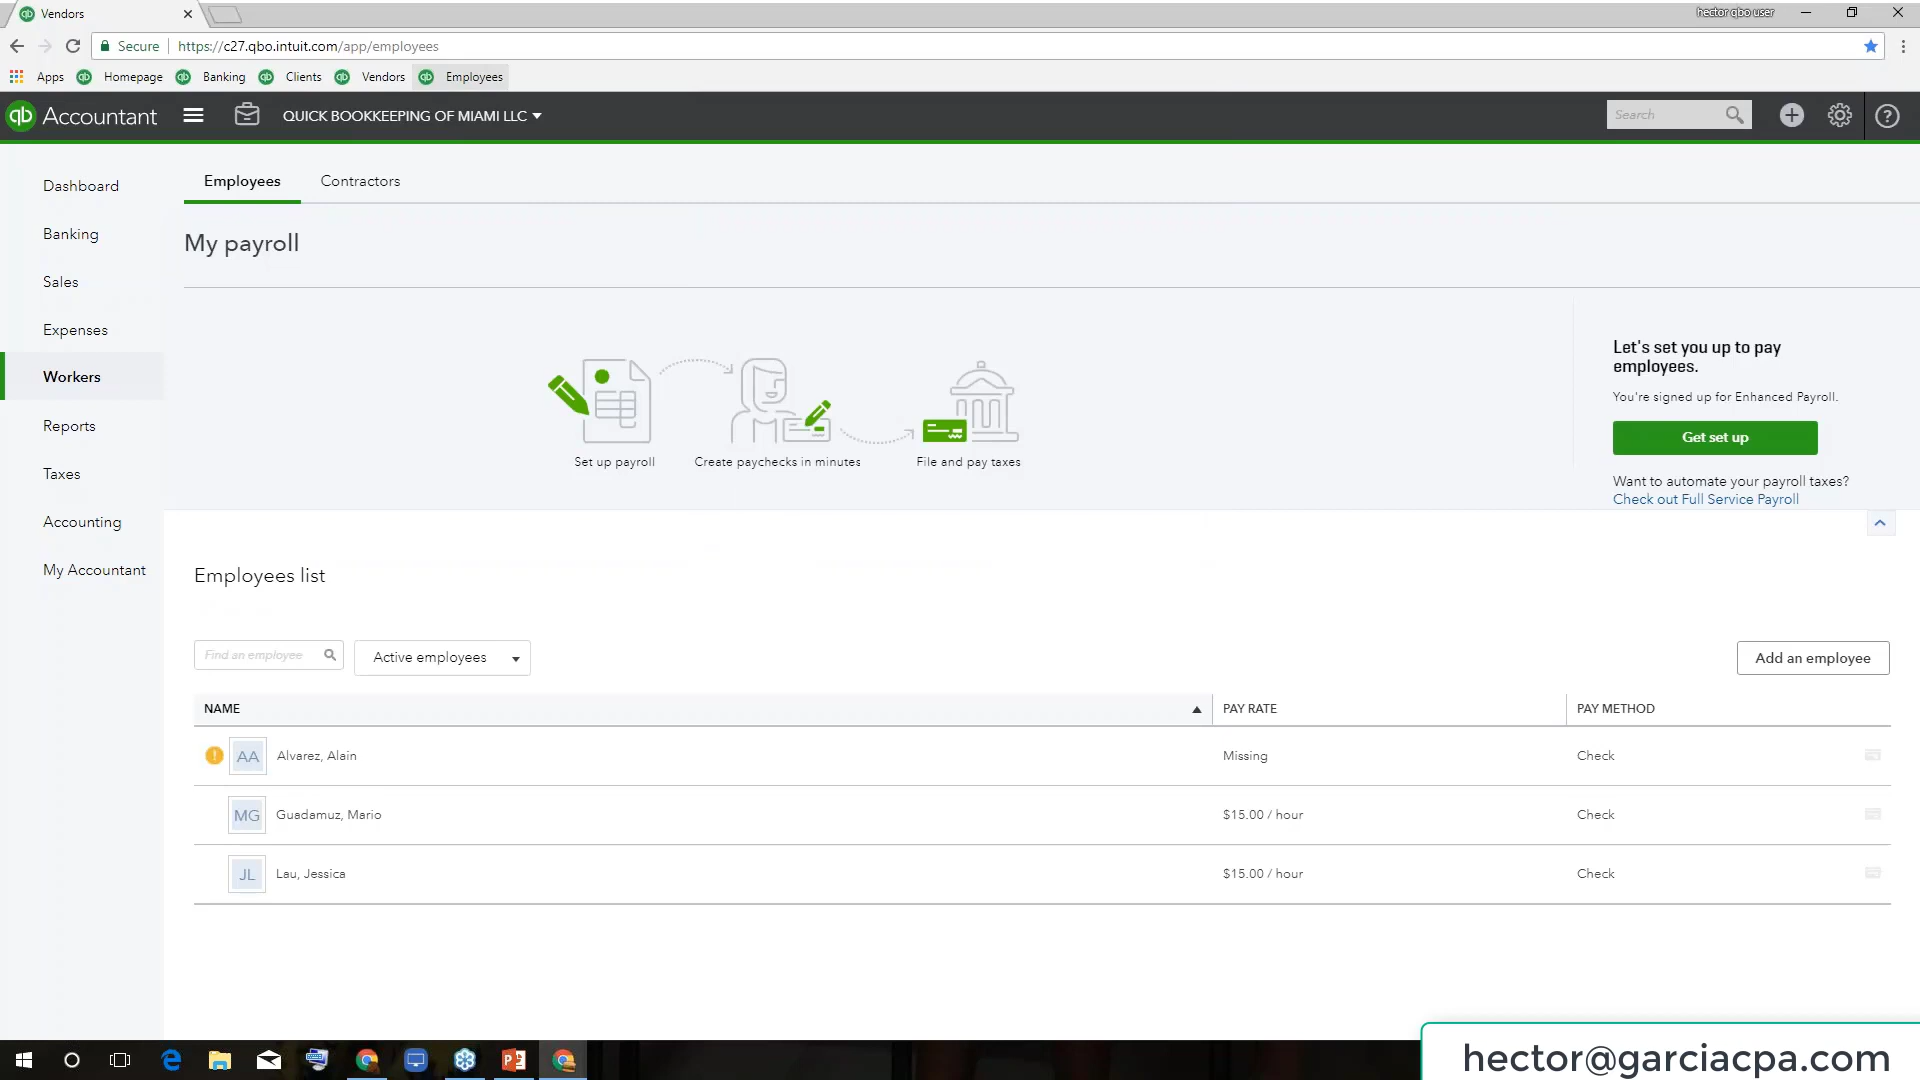 Vendors
hector qbo user
Secure https://c27.qbo.intuit.com/app/employees
Apps Homepage Banking Clients Vendors Employees
qb Accountant QUICK BOOKKEEPING OF MIAMI LLC Search
Dashboard
Banking
Sales
Expenses
Workers
Reports
Taxes
Accounting
My Accountant
Employees Contractors
My payroll
Set up payroll Create paychecks in minutes File and pay taxes
Let's set you up to pay
employees.
You're signed up for Enhanced Payroll.
Get set up
Want to automate your payroll taxes?
Check out Full Service Payroll
Employees list
Find an employee Active employees Add an employee
NAME PAY RATE PAY METHOD
AA Alvarez, Alain Missing Check
MG Guadamuz, Mario $15.00 / hour Check
JL Lau, Jessica $15.00 / hour Check
hector@garciacpa.com